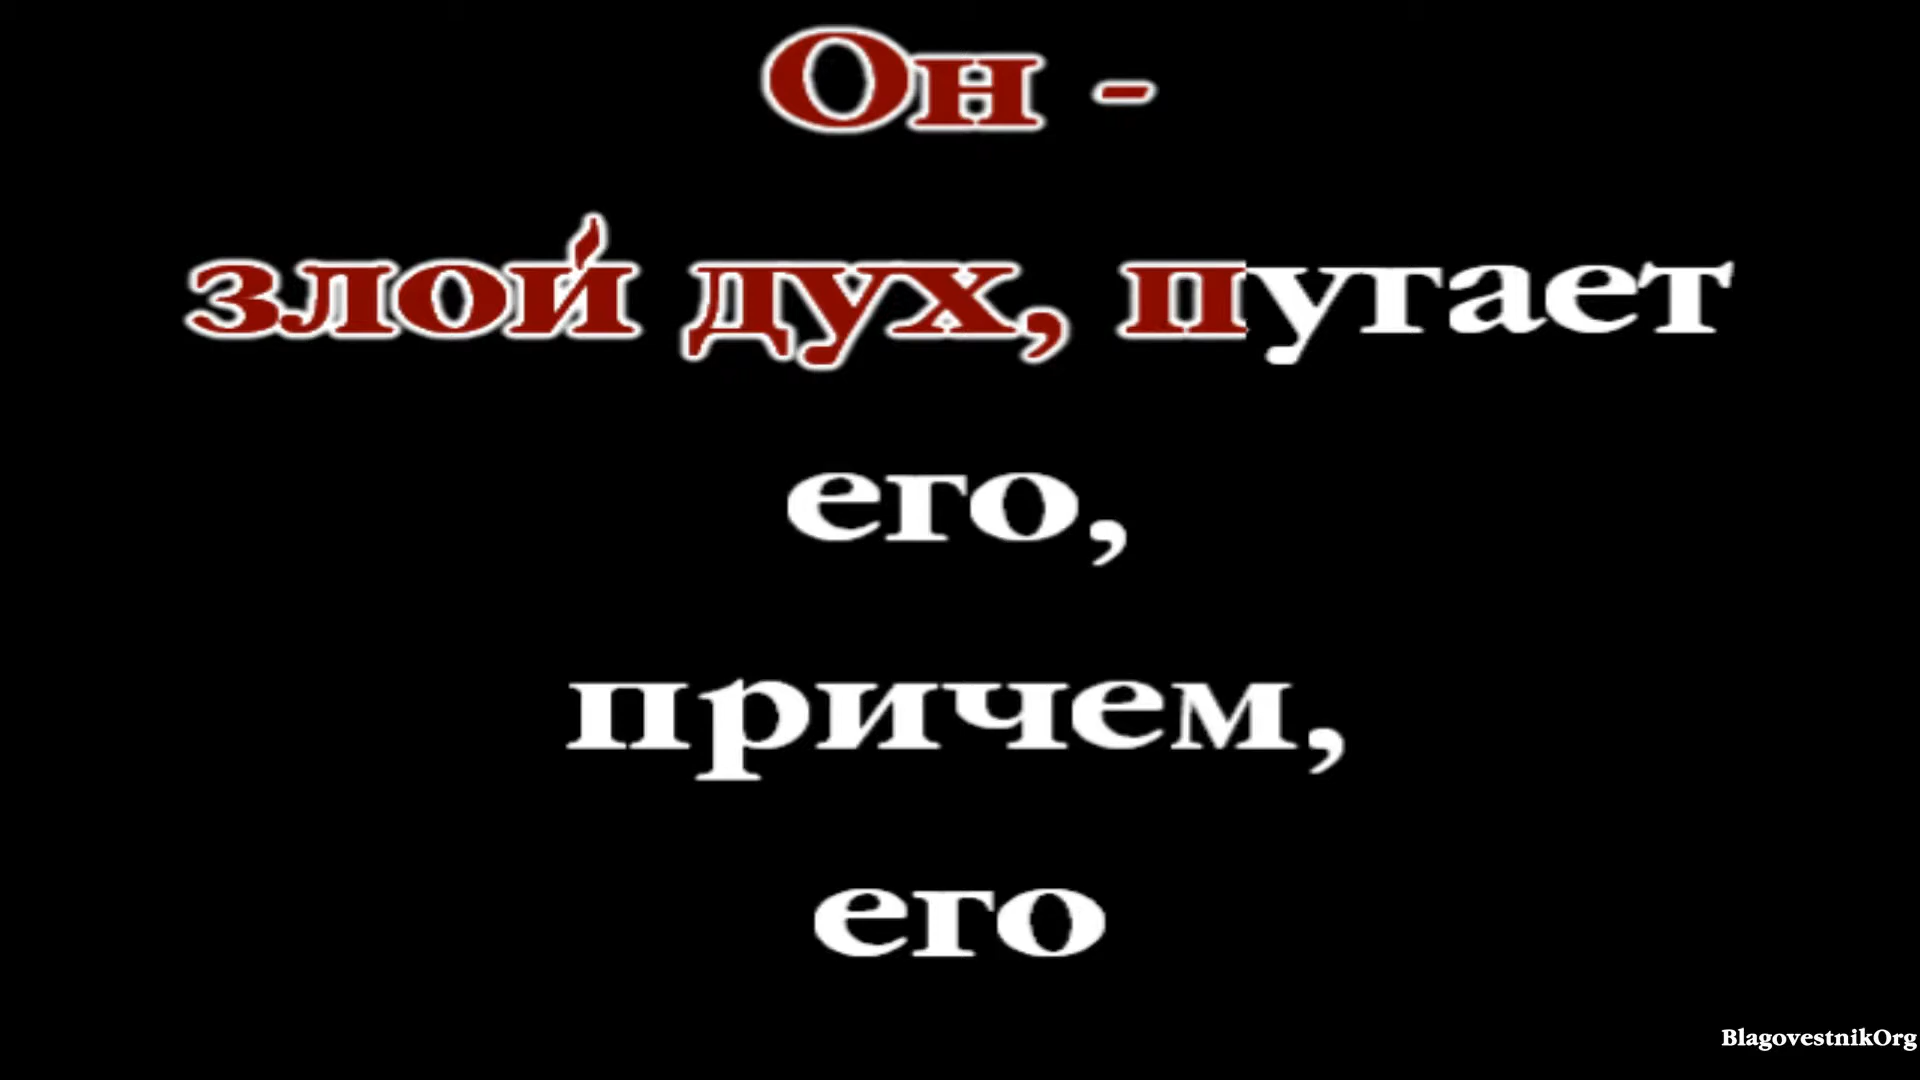 Он -
злой дух, пугает
его,
причем,
его
BlagovestnikOrg